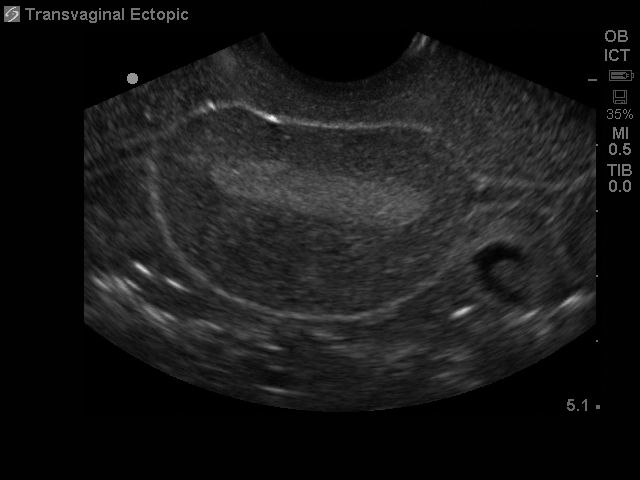 Transvaginal Ectopic
OB
ICT
35%
MI
0.5
TIB
0.0
5.1